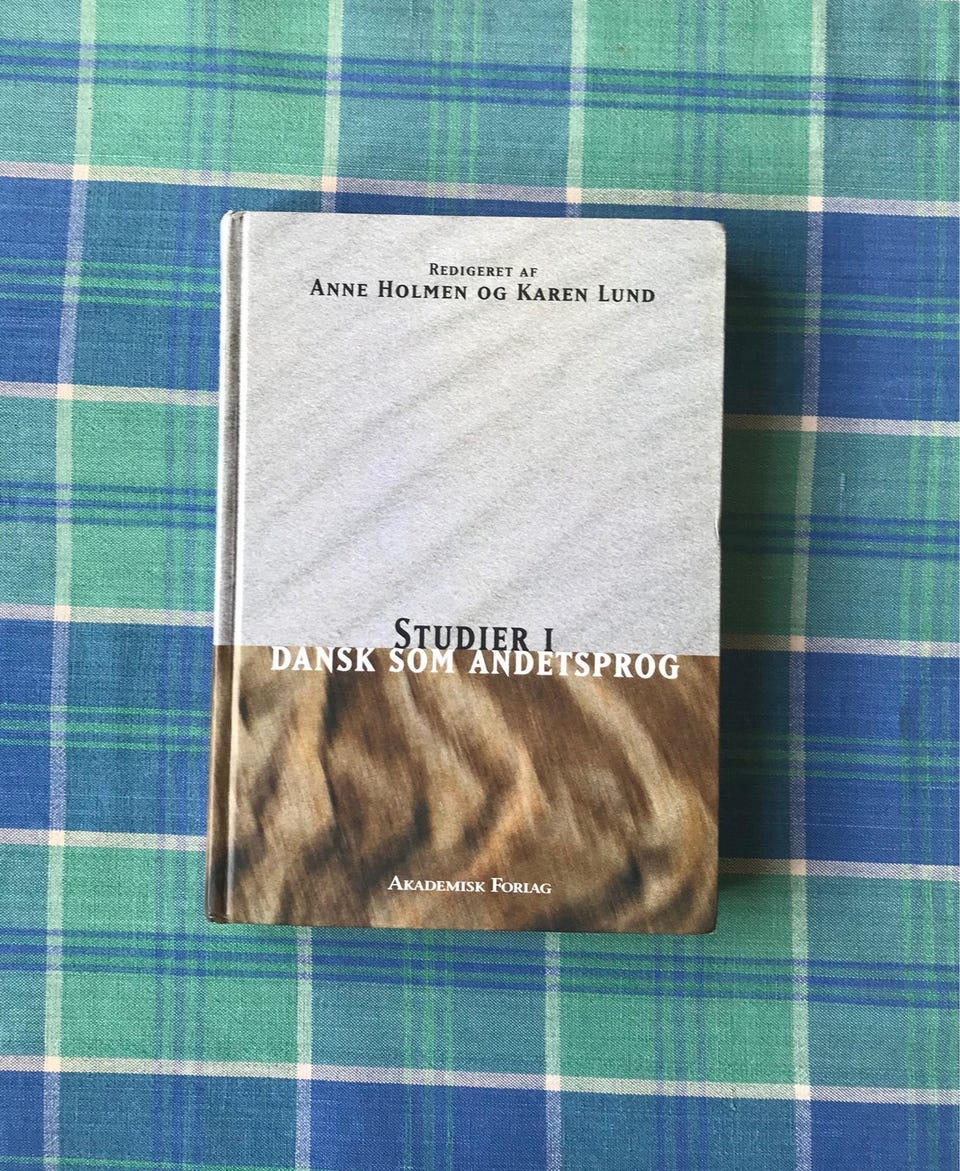 Redigeret af
Anne Holmen og Karen Lund
Studier i
dansk som andetsprog
Akademisk Forlag